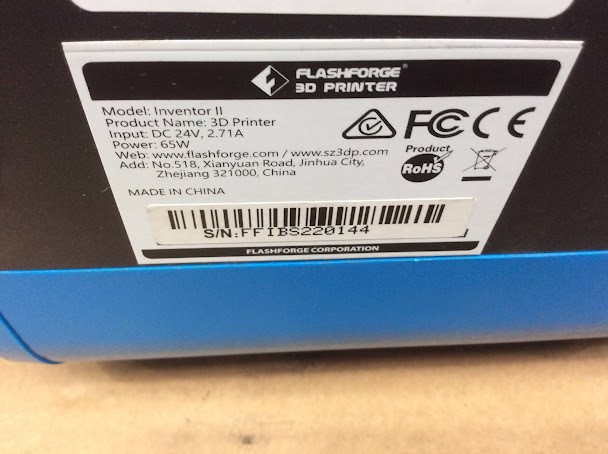 FLASHFORGE®
3D PRINTER
Model: Inventor II
Product Name: 3D Printer
Input: DC 24V, 2.71A
Power: 65W
Web: www.flashforge.com / www.sz3dp.com
Add: No.518, Xianyuan Road, Jinhua City,
Zhejiang 321000, China
MADE IN CHINA
FC CE
Product
RoHS
S/N:FFIBS220144
FLASHFORGE CORPORATION